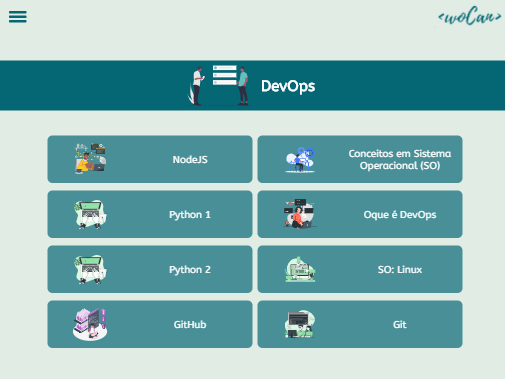 <woCan>
DevOps
NodeJS
Conceitos em Sistema
Operacional (SO)
Python 1
Oque é DevOps
Python 2
SO: Linux
GitHub
Git